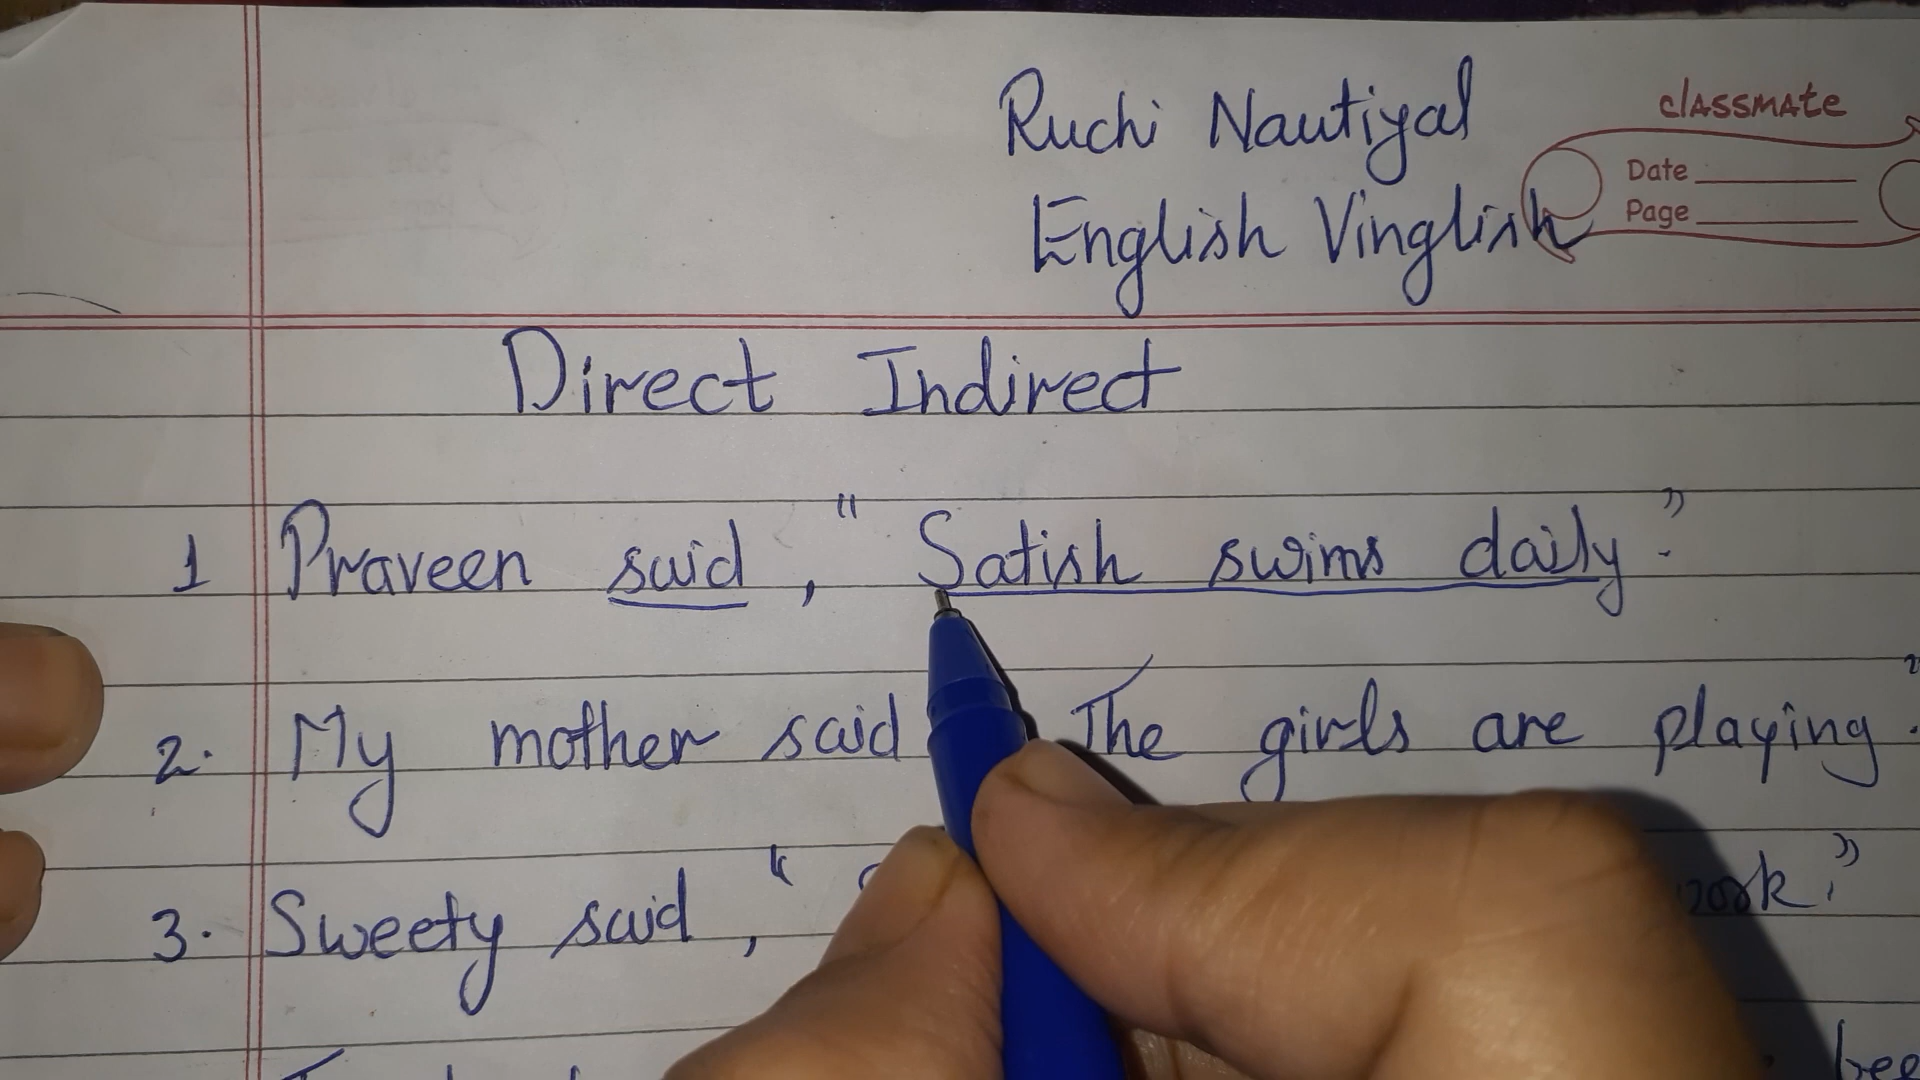 Ruchi Nautiyal
classmate
Date
Page
English Vinglish
Direct Indirect
1 Praveen said , " Satish swims daily ."
2. My mother said The girls are playing."
3. Sweety said , "